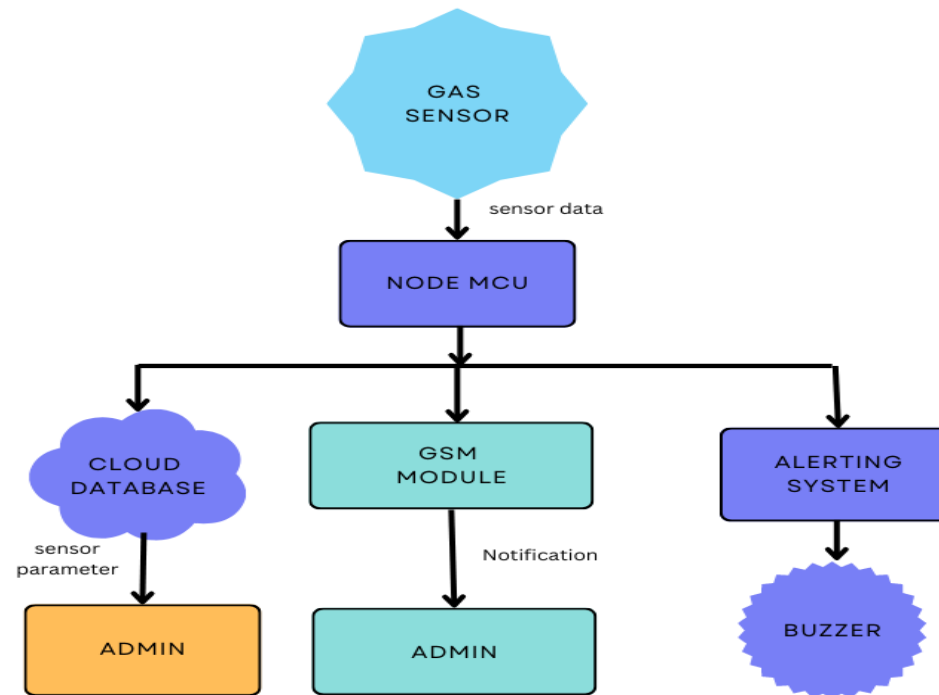 GAS
SENSOR
sensor data
NODE MCU
CLOUD
DATABASE
GSM
MODULE
ALERTING
SYSTEM
sensor
parameter
Notification
ADMIN
ADMIN
BUZZER